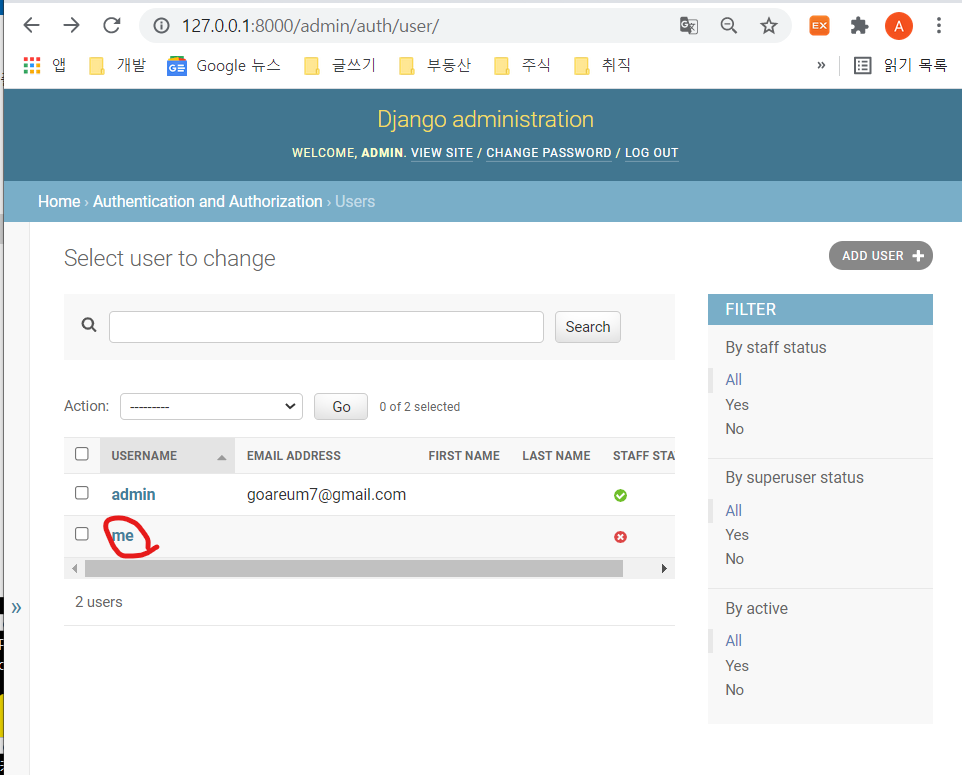 127.0.0.1:8000/admin/auth/user/
EX
A
앱 개발 Google 뉴스 글쓰기 부동산 주식 취직 » 읽기 목록
Django administration
WELCOME, ADMIN. VIEW SITE / CHANGE PASSWORD / LOG OUT
Home › Authentication and Authorization › Users
Select user to change
ADD USER +
Search
Action: --------- Go 0 of 2 selected
USERNAME EMAIL ADDRESS FIRST NAME LAST NAME STAFF STA
admin goareum7@gmail.com
me
2 users
»
FILTER
By staff status
All
Yes
No
By superuser status
All
Yes
No
By active
All
Yes
No